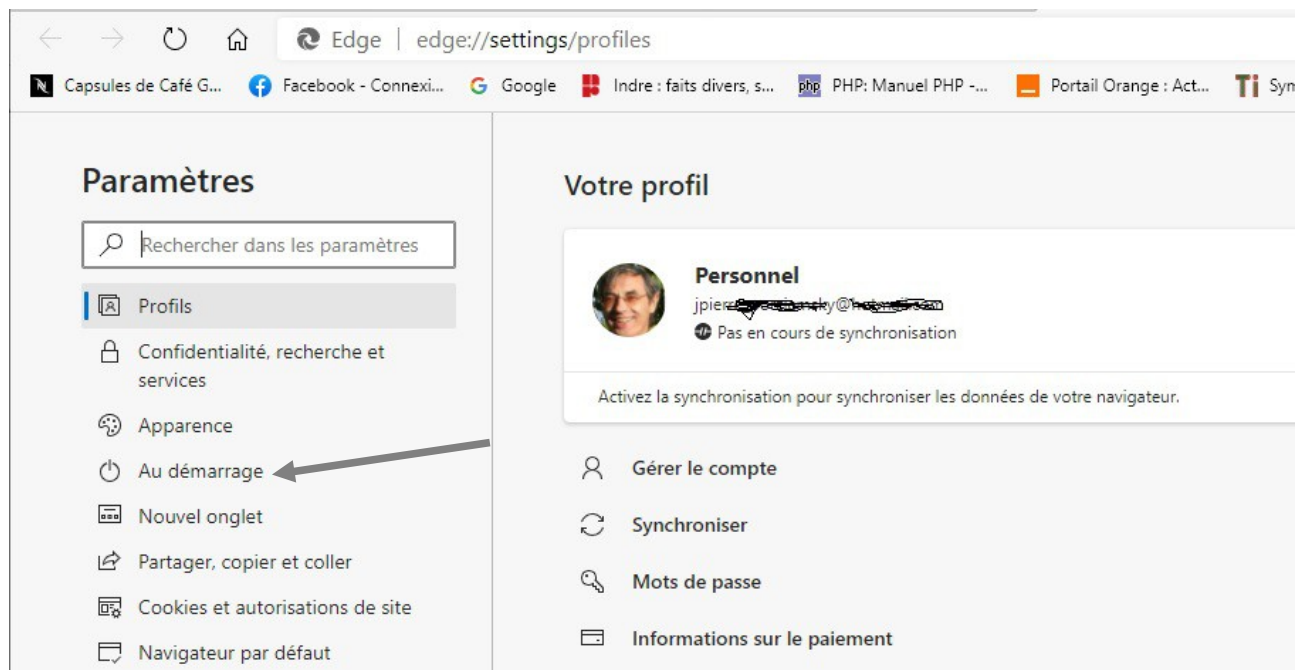 Edge | edge://settings/profiles
Capsules de Café G... Facebook - Connexi... Google Indre : faits divers, s... php PHP: Manuel PHP -... Portail Orange : Act... Ti Sym
Paramètres
Rechercher dans les paramètres
Profils
Confidentialité, recherche et
services
Apparence
Au démarrage
Nouvel onglet
Partager, copier et coller
Cookies et autorisations de site
Navigateur par défaut
Votre profil
Personnel
Pas en cours de synchronisation
Activez la synchronisation pour synchroniser les données de votre navigateur.
Gérer le compte
Synchroniser
Mots de passe
Informations sur le paiement